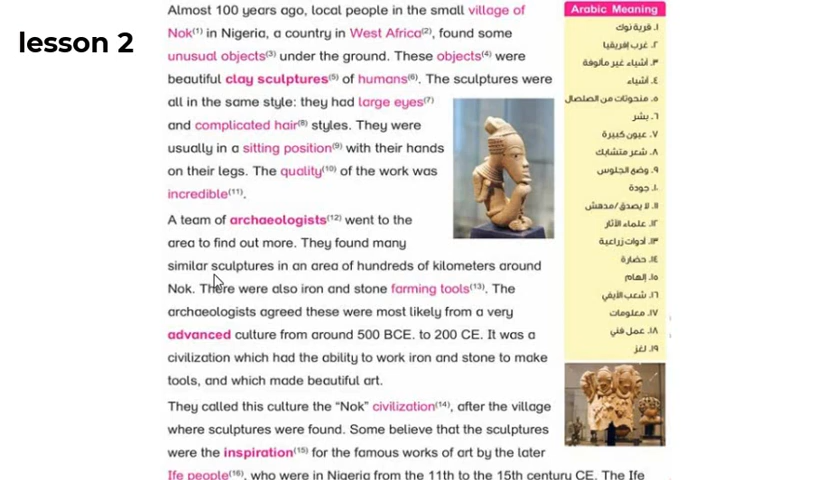 lesson 2
Almost 100 years ago, local people in the small village of
Nok(1) in Nigeria, a country in West Africa(2), found some
unusual objects(3) under the ground. These objects(4) were
beautiful clay sculptures(5) of humans(6). The sculptures were
all in the same style: they had large eyes(7)
and complicated hair(8) styles. They were
usually in a sitting position(9) with their hands
on their legs. The quality(10) of the work was
incredible(11).
A team of archaeologists(12) went to the
area to find out more. They found many
similar sculptures in an area of hundreds of kilometers around
Nok. There were also iron and stone farming tools(13). The
archaeologists agreed these were most likely from a very
advanced culture from around 500 BCE. to 200 CE. It was a
civilization which had the ability to work iron and stone to make
tools, and which made beautiful art.
They called this culture the “Nok” civilization(14), after the village
where sculptures were found. Some believe that the sculptures
were the inspiration(15) for the famous works of art by the later
Ife people(16), who were in Nigeria from the 11th to the 15th century CE. The Ife
Arabic Meaning
١. قرية نوك
٢. غرب إفريقيا
٣. أشياء غير مألوفة
٤. أشياء
٥. منحوتات من الصلصال
٦. بشر
٧. عيون كبيرة
٨. شعر متشابك
٩. وضع الجلوس
١٠. جودة
١١. لا يصدق/مدهش
١٢. علماء الآثار
١٣. أدوات زراعية
١٤. حضارة
١٥. إلهام
١٦. شعب الآيفي
١٧. معلومات
١٨. عمل فني
١٩. لغز